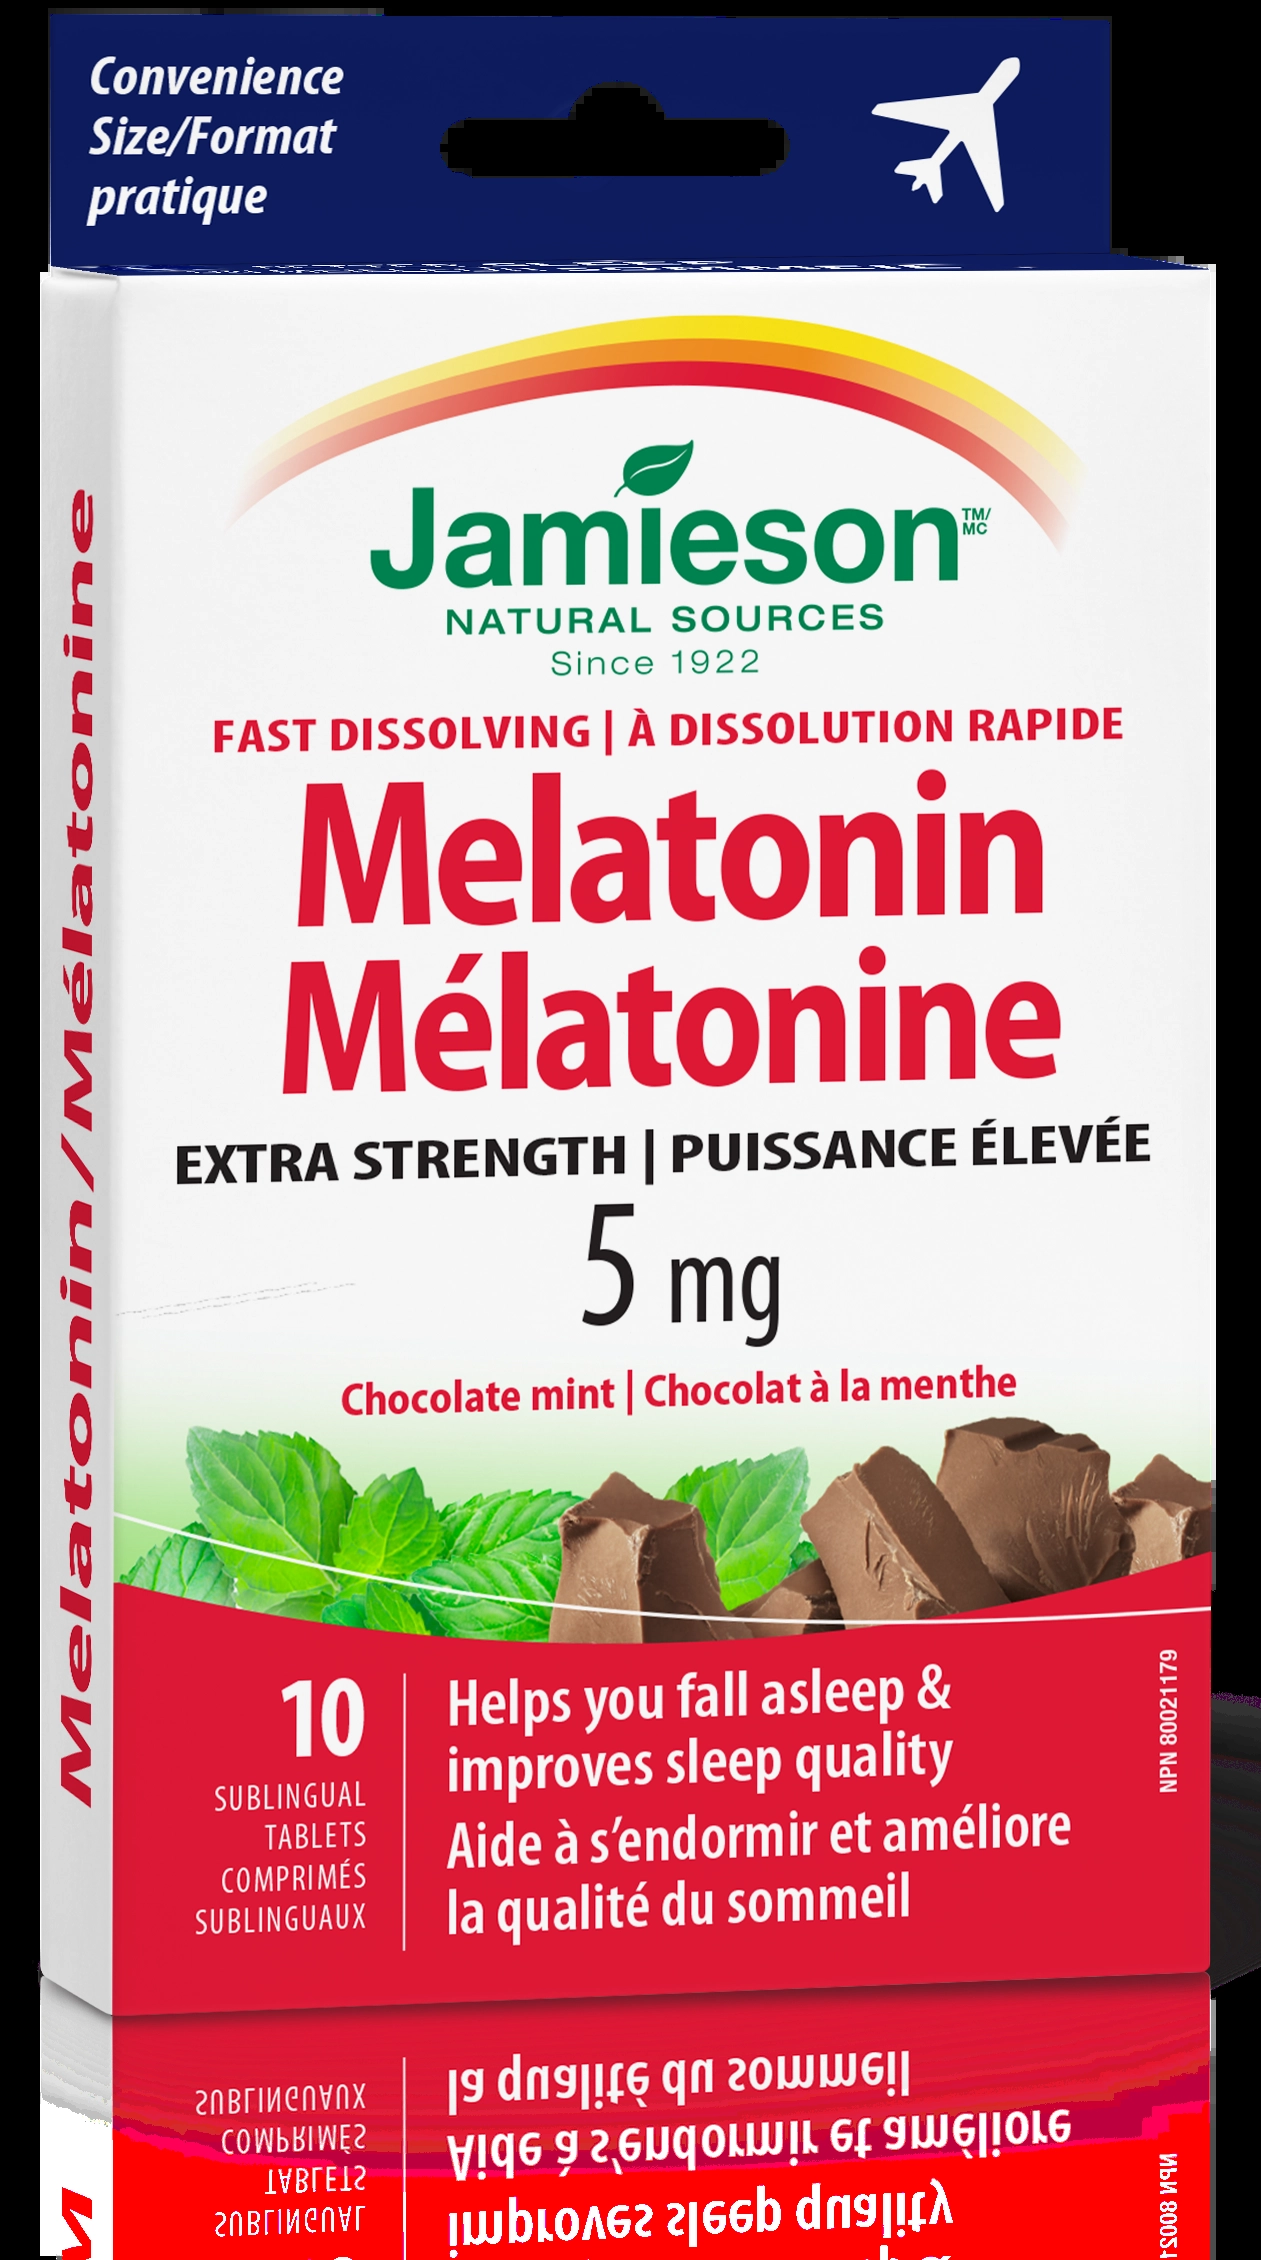 Convenience
Size/Format
pratique
Jamieson TM/
MC
NATURAL SOURCES
Since 1922
FAST DISSOLVING | À DISSOLUTION RAPIDE
Melatonin
Mélatonine
EXTRA STRENGTH | PUISSANCE ÉLEVÉE
5 mg
Chocolate mint | Chocolat à la menthe
10
SUBLINGUAL
TABLETS
COMPRIMÉS
SUBLINGUAUX
Helps you fall asleep &
improves sleep quality
Aide à s'endormir et améliore
la qualité du sommeil
NPN 80021179
Melatonin/Mélatonine